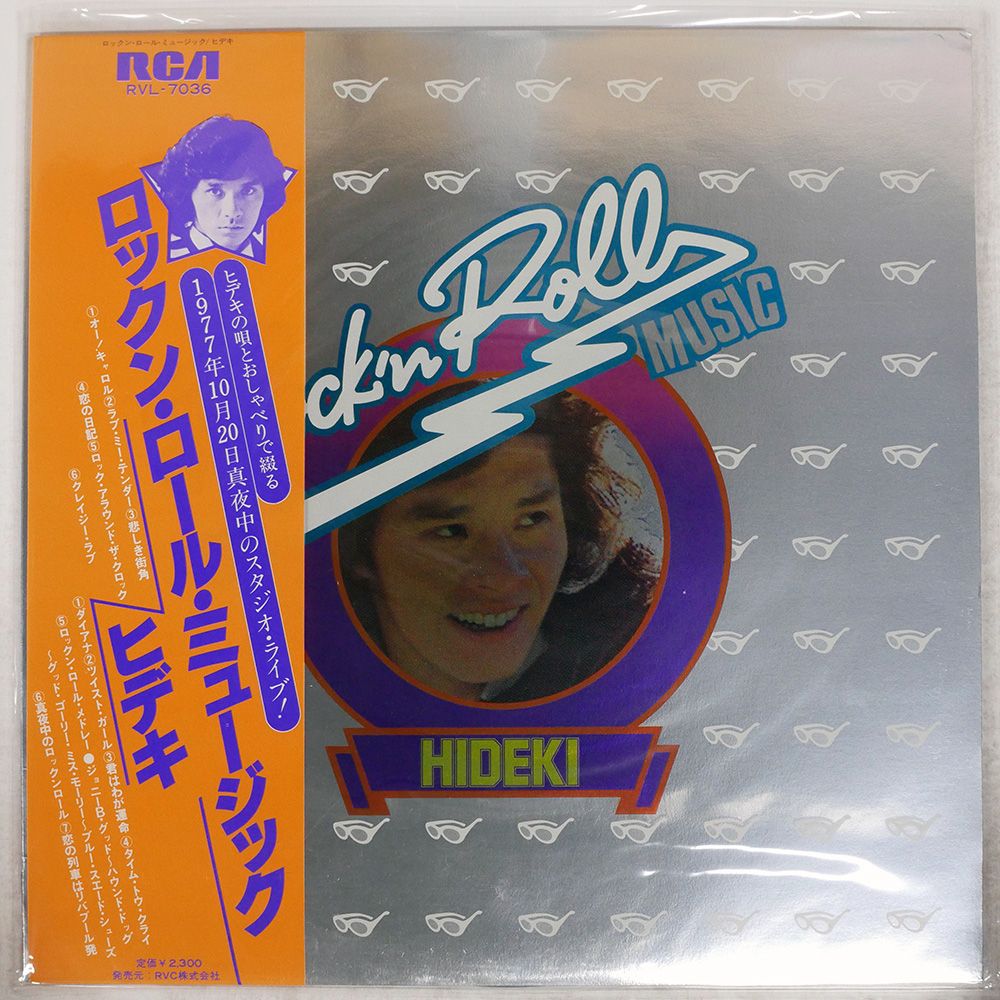 ロックン・ロール・ミュージック/ヒデキ
RCA
RVL-7036
ロックン・ロール・ミュージック
ヒデキ
ヒデキの唄とおしゃべりで綴る
1977年10月20日真夜中のスタジオ・ライブ!
①オー!キャロル②ラブ・ミー・テンダー③悲しき街角
④恋の日記⑤ロック・アラウンド・ザ・クロック
⑥クレイジー・ラブ
①ダイアナ②ツイスト・ガール③君はわが運命④タイム・トウ・クライ
⑤ロックン・ロール・メドレー●ジョニーB・グッド〜ハウンド・ドッグ
〜グッド・ゴーリー・ミス・モーリー〜ブルー・スエード・シューズ
⑥真夜中のロックンロール⑦恋の列車はリバプール発
定価¥2,300
発売元:RVC株式会社
ck'n Roll
MUSIC
HIDEKI